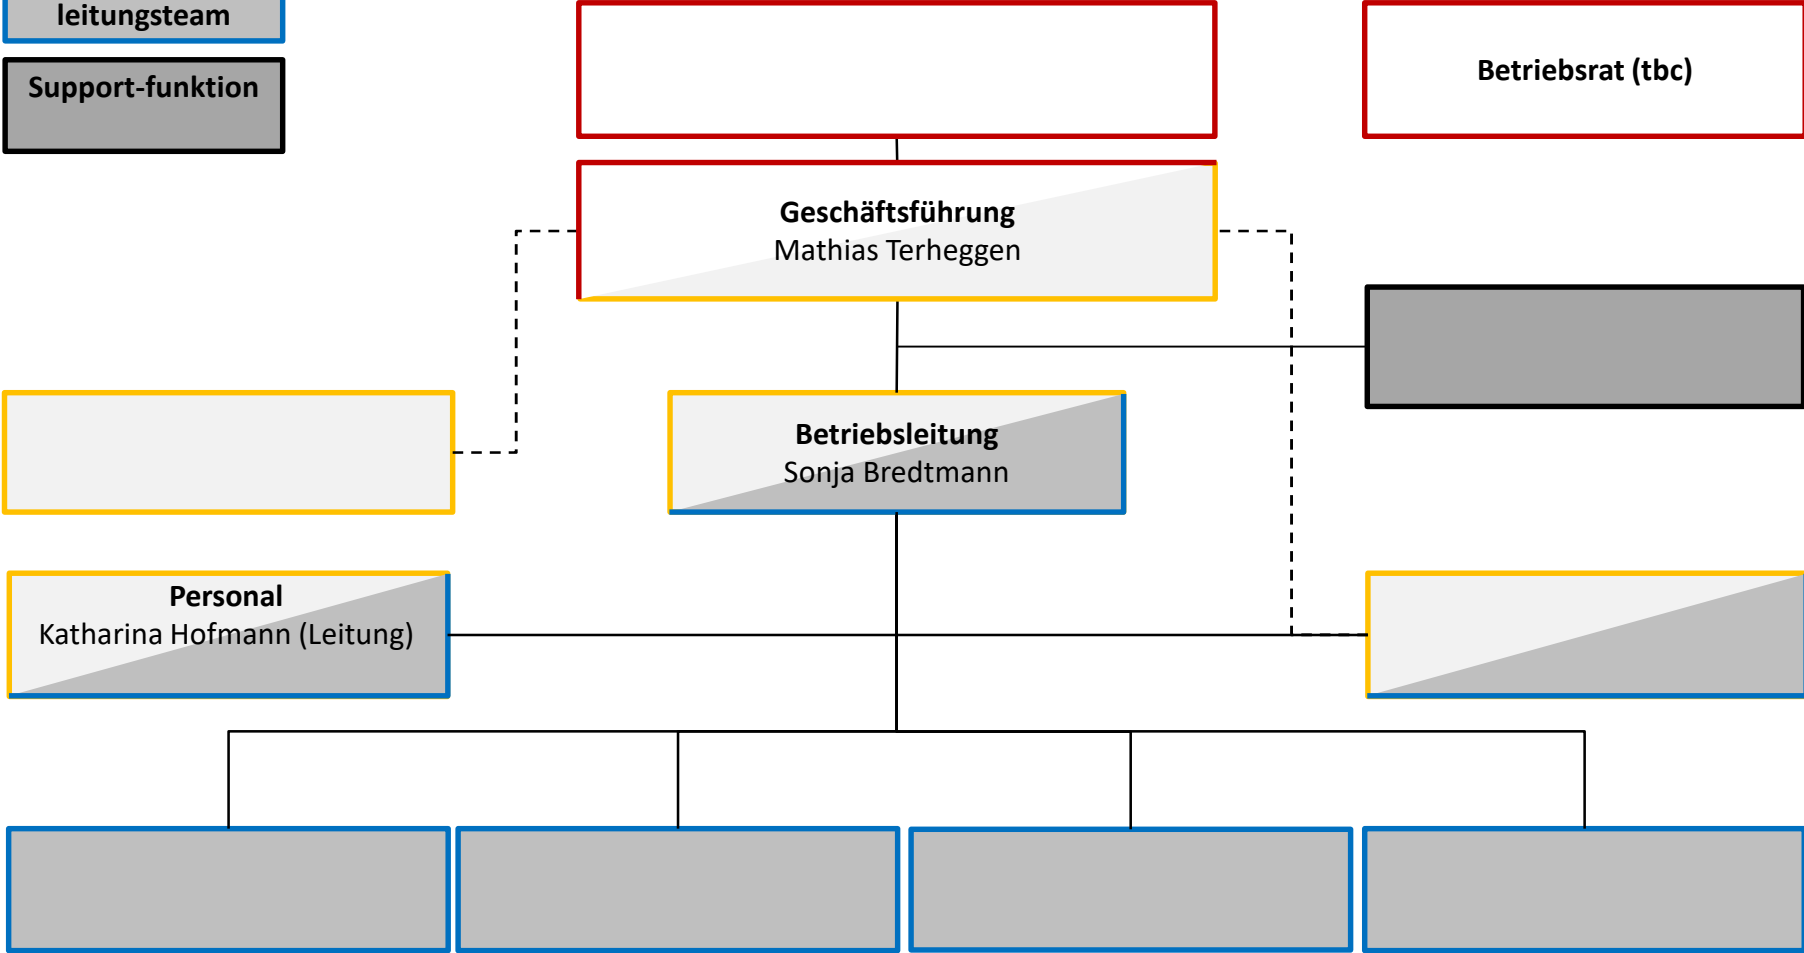 leitungsteam
Support-funktion
Betriebsrat (tbc)
Geschäftsführung
Mathias Terheggen
Betriebsleitung
Sonja Bredtmann
Personal
Katharina Hofmann (Leitung)